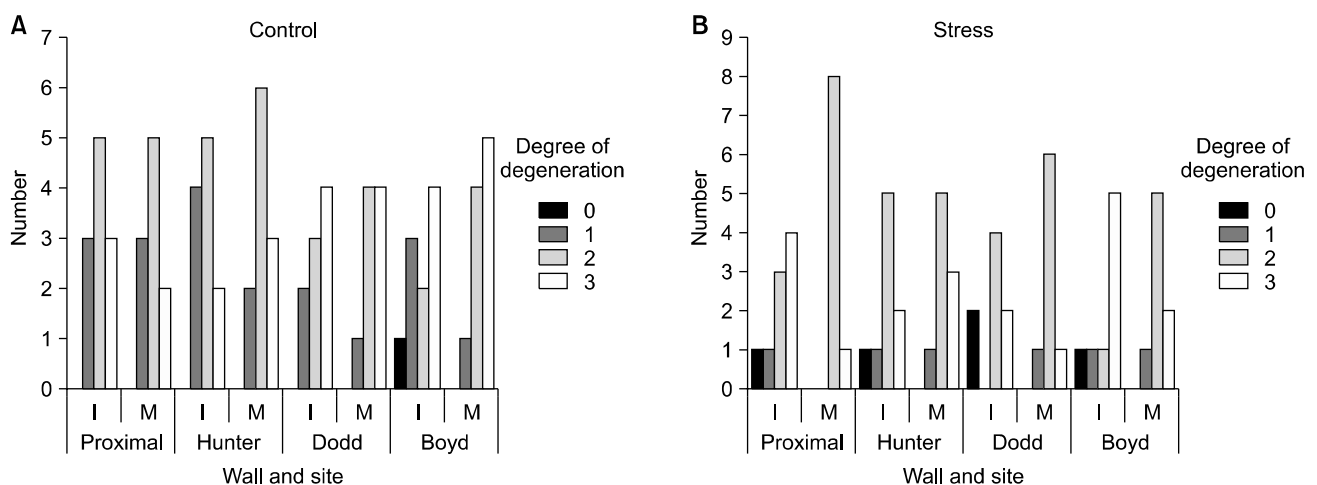 A
Control
7
6
5
4
3
2
1
0
Number
I M I M I M I M
Proximal Hunter Dodd Boyd
Wall and site
Degree of
degeneration
0
1
2
3
B
Stress
9
8
7
6
5
4
3
2
1
0
Number
I M I M I M I M
Proximal Hunter Dodd Boyd
Wall and site
Degree of
degeneration
0
1
2
3